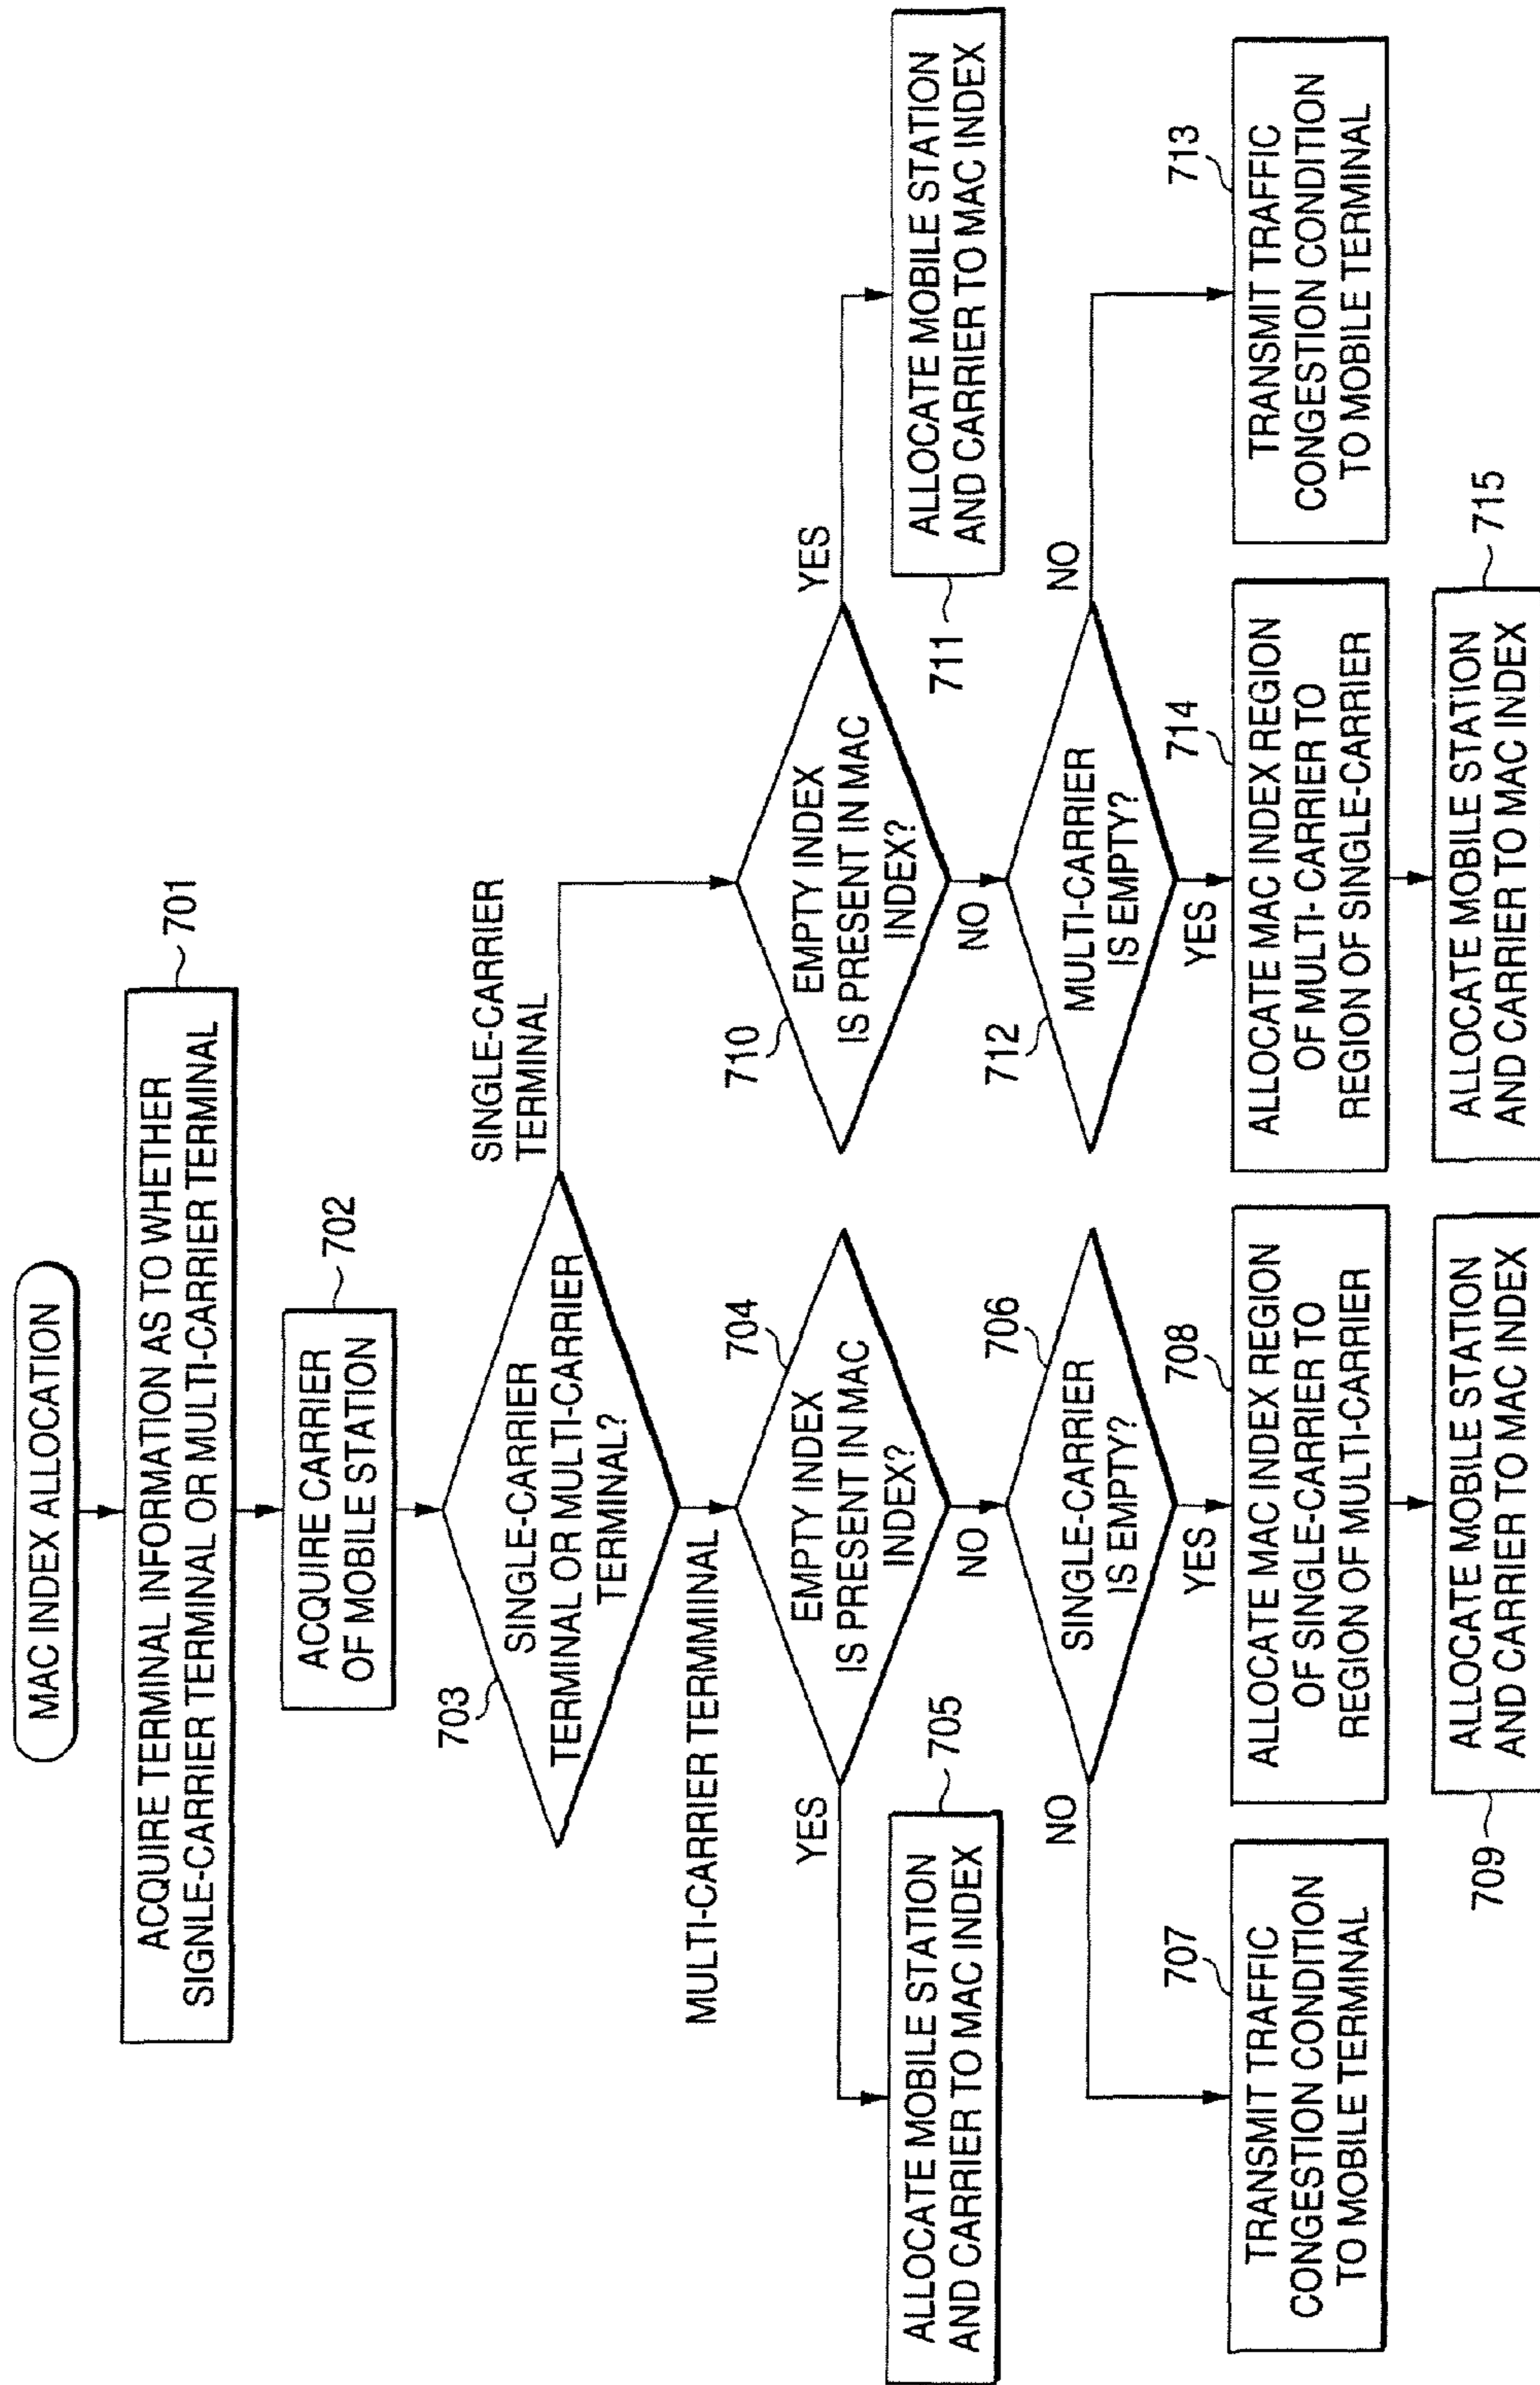 MAC INDEX ALLOCATION
701
ACQUIRE TERMINAL INFORMATION AS TO WHETHER
SIGNLE-CARRIER TERMINAL OR MULTI-CARRIER TERMINAL
702
ACQUIRE CARRIER
OF MOBILE STATION
703
SINGLE-CARRIER
TERMINAL OR MULTI-CARRIER
TERMINAL?
SINGLE-CARRIER
TERMINAL
MULTI-CARRIER TERMMIINAL
704
EMPTY INDEX
IS PRESENT IN MAC
INDEX?
YES
NO
705
ALLOCATE MOBILE STATION
AND CARRIER TO MAC INDEX
706
SINGLE-CARRIER
IS EMPTY?
NO
YES
707
TRANSMIT TRAFFIC
CONGESTION CONDITION
TO MOBILE TERMINAL
708
ALLOCATE MAC INDEX REGION
OF SINGLE-CARRIER TO
REGION OF MULTI-CARRIER
709
ALLOCATE MOBILE STATION
AND CARRIER TO MAC INDEX
710
EMPTY INDEX
IS PRESENT IN MAC
INDEX?
YES
NO
711
ALLOCATE MOBILE STATION
AND CARRIER TO MAC INDEX
712
MULTI-CARRIER
IS EMPTY?
NO
YES
713
TRANSMIT TRAFFIC
CONGESTION CONDITION
TO MOBILE TERMINAL
714
ALLOCATE MAC INDEX REGION
OF MULTI- CARRIER TO
REGION OF SINGLE-CARRIER
715
ALLOCATE MOBILE STATION
AND CARRIER TO MAC INDEX